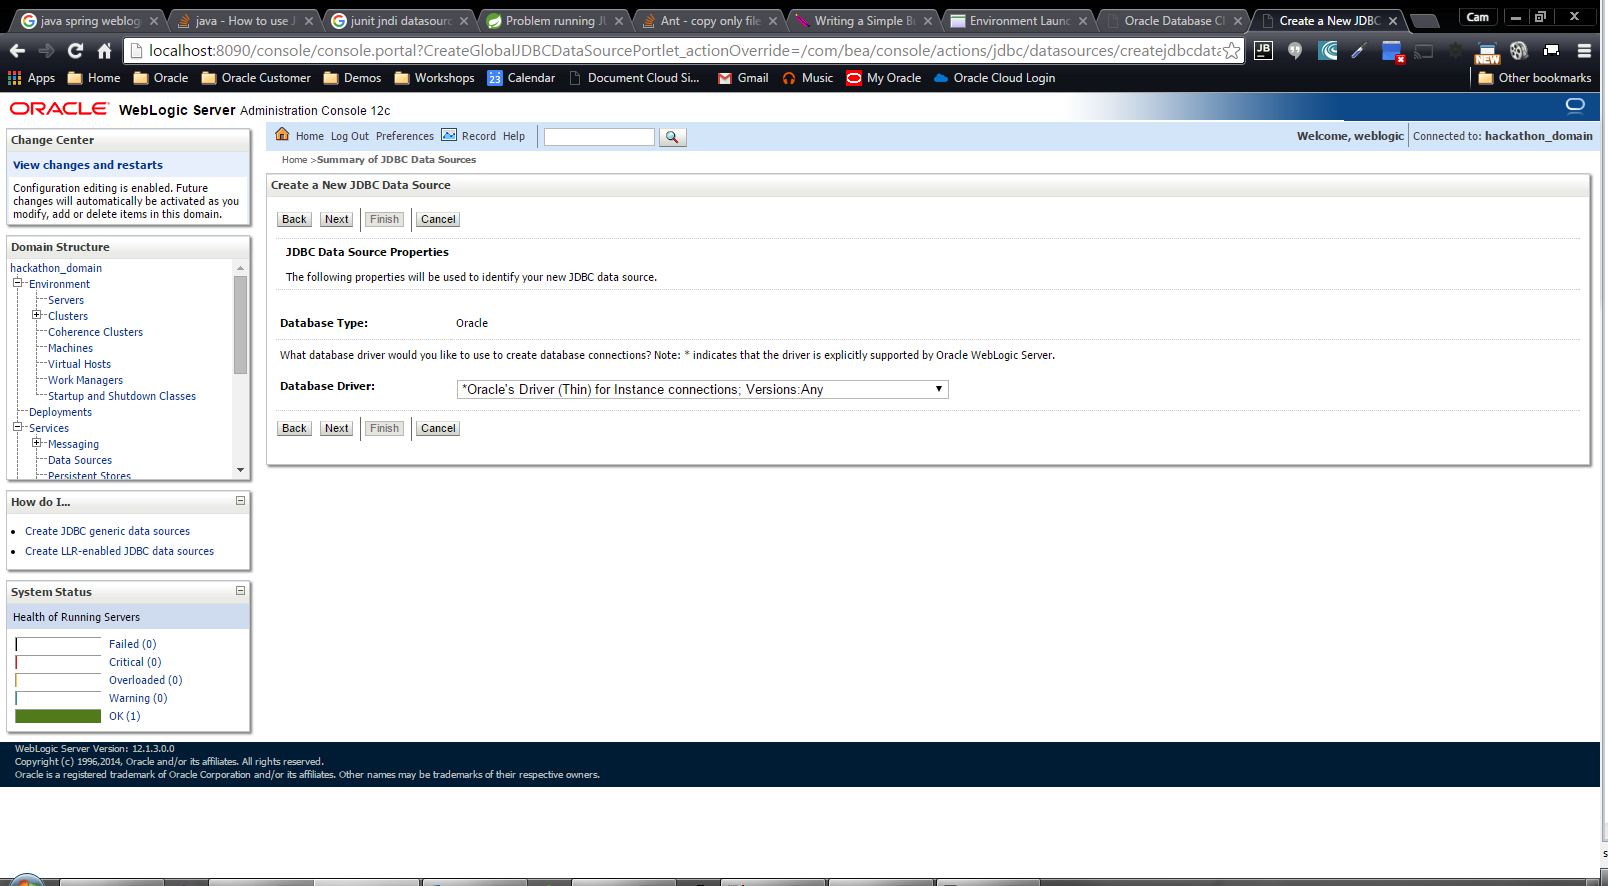 java spring weblog
java - How to use J
junit jndi datasourc
Problem running JU
Ant - copy only file
Writing a Simple Bu
Environment Launc
Oracle Database Cl
Create a New JDBC
Cam
localhost:8090/console/console.portal?CreateGlobalJDBCDataSourcePortlet_actionOverride=/com/bea/console/actions/jdbc/datasources/createjdbcdata
JB
NEW
Apps Home Oracle Oracle Customer Demos Workshops 23 Calendar Document Cloud Si... Gmail Music My Oracle Oracle Cloud Login Other bookmarks
ORACLE WebLogic Server Administration Console 12c
Change Center
View changes and restarts
Configuration editing is enabled. Future
changes will automatically be activated as you
modify, add or delete items in this domain.
Domain Structure
hackathon_domain
Environment
Servers
Clusters
Coherence Clusters
Machines
Virtual Hosts
Work Managers
Startup and Shutdown Classes
Deployments
Services
Messaging
Data Sources
Persistent Stores
How do I...
Create JDBC generic data sources
Create LLR-enabled JDBC data sources
System Status
Health of Running Servers
Failed (0)
Critical (0)
Overloaded (0)
Warning (0)
OK (1)
Home Log Out Preferences Record Help
Welcome, weblogic Connected to: hackathon_domain
Home >Summary of JDBC Data Sources
Create a New JDBC Data Source
Back Next Finish Cancel
JDBC Data Source Properties
The following properties will be used to identify your new JDBC data source.
Database Type: Oracle
What database driver would you like to use to create database connections? Note: * indicates that the driver is explicitly supported by Oracle WebLogic Server.
Database Driver: *Oracle's Driver (Thin) for Instance connections; Versions:Any
Back Next Finish Cancel
WebLogic Server Version: 12.1.3.0.0
Copyright (c) 1996,2014, Oracle and/or its affiliates. All rights reserved.
Oracle is a registered trademark of Oracle Corporation and/or its affiliates. Other names may be trademarks of their respective owners.
s